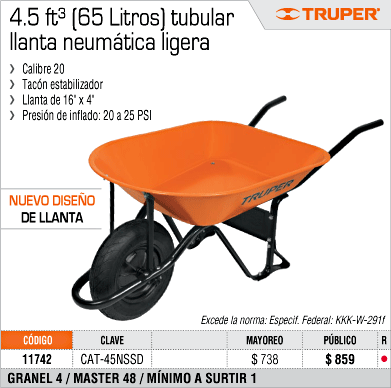 4.5 ft³ (65 Litros) tubular
llanta neumática ligera
TRUPER®
Calibre 20
Tacón estabilizador
Llanta de 16" x 4"
Presión de inflado: 20 a 25 PSI
TRUPER
NUEVO DISEÑO
DE LLANTA
Excede la norma: Especif. Federal: KKK-W-291f
CÓDIGO CLAVE MAYOREO PÚBLICO R
11742 CAT-45NSSD $ 738 $ 859
GRANEL 4 / MASTER 48 / MÍNIMO A SURTIR 1